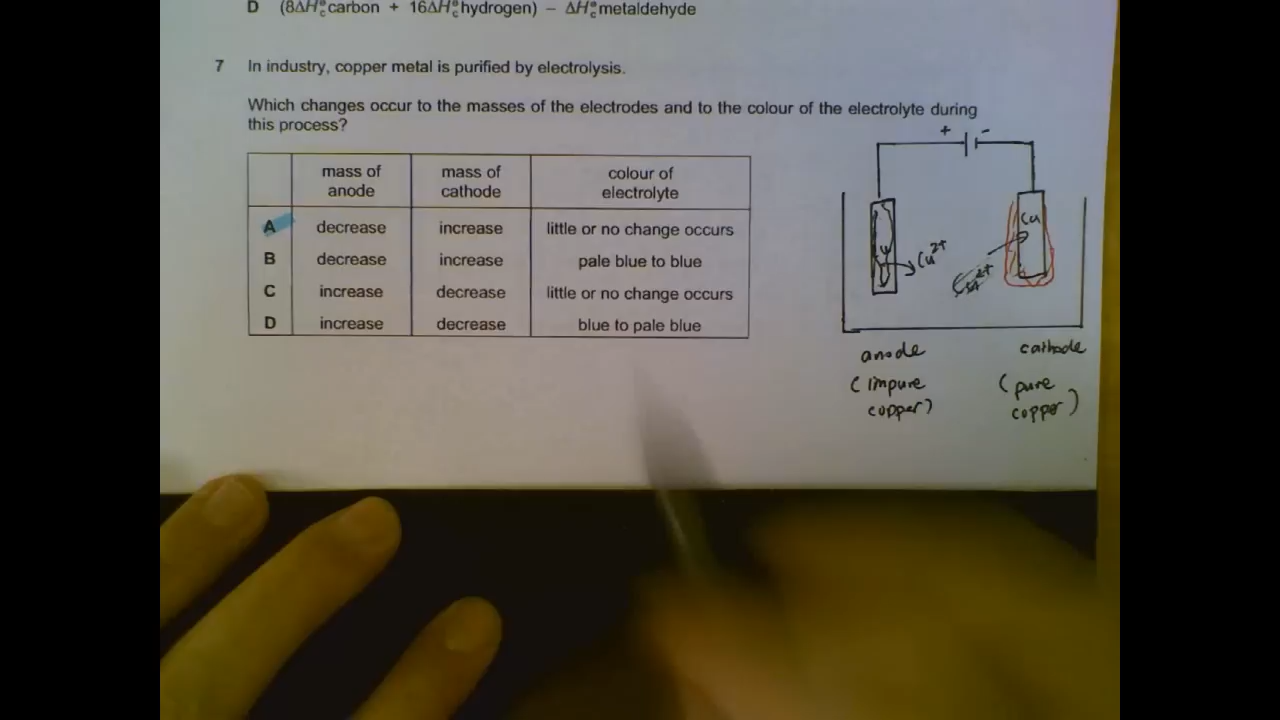 D (8ΔH°c carbon + 16ΔH°c hydrogen) – ΔH°c metaldehyde
7 In industry, copper metal is purified by electrolysis.
Which changes occur to the masses of the electrodes and to the colour of the electrolyte during
this process?
mass of anode mass of cathode colour of electrolyte
A decrease increase little or no change occurs
B decrease increase pale blue to blue
C increase decrease little or no change occurs
D increase decrease blue to pale blue
+ -
Cu
Cu²⁺
Cu²⁺
anode cathode
(impure (pure
copper) copper)